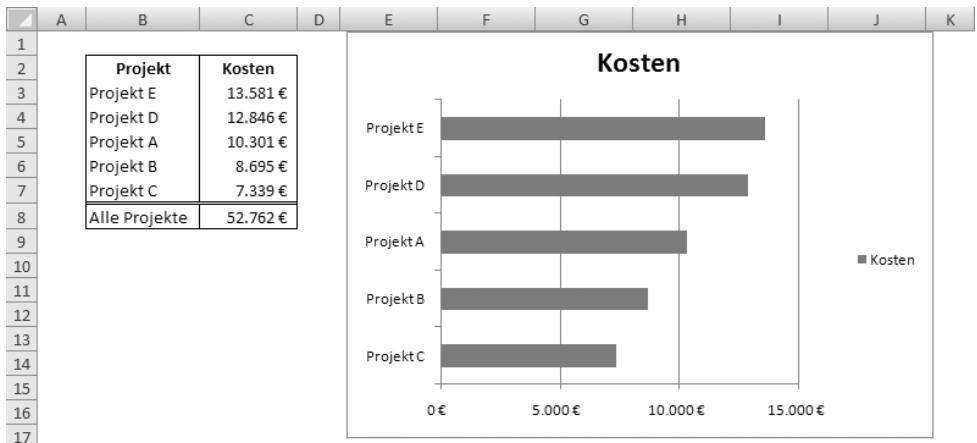 A B C D E F G H I J K
1
2 Projekt Kosten
3 Projekt E 13.581 €
4 Projekt D 12.846 €
5 Projekt A 10.301 €
6 Projekt B 8.695 €
7 Projekt C 7.339 €
8 Alle Projekte 52.762 €
9
10
11
12
13
14
15
16
17
Kosten
Projekt E
Projekt D
Projekt A
Projekt B
Projekt C
0 € 5.000 € 10.000 € 15.000 €
Kosten